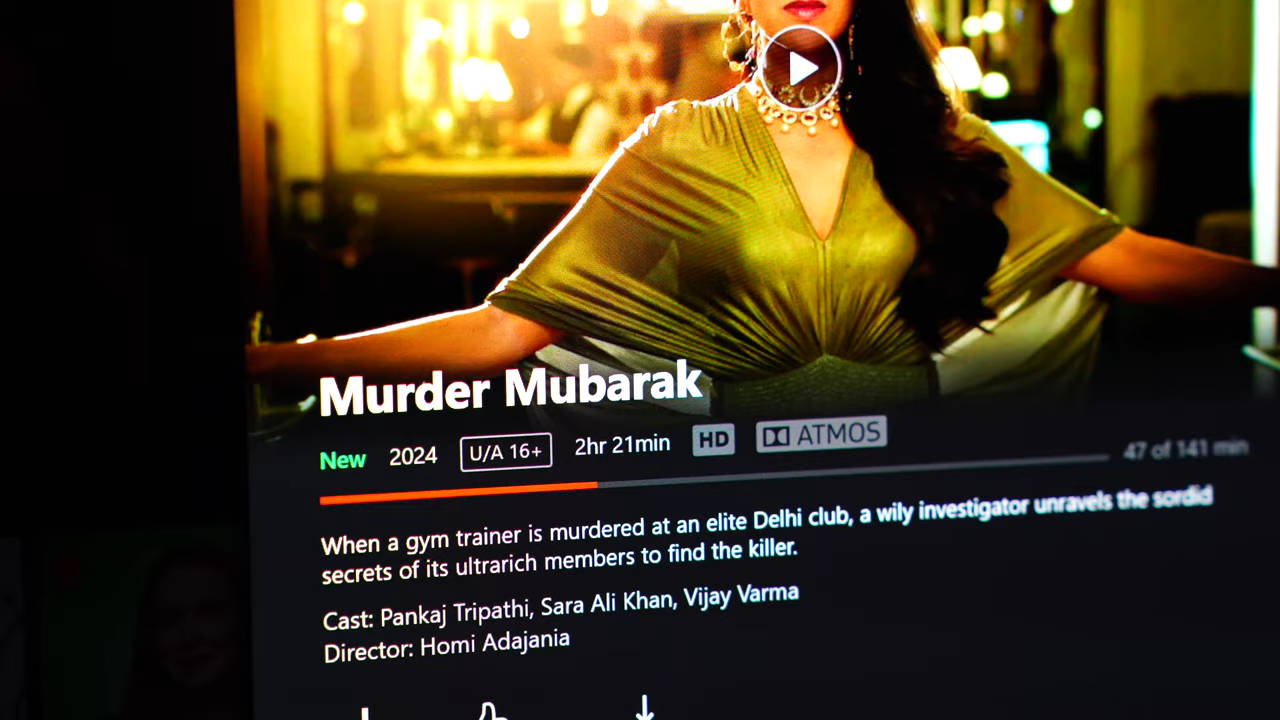 Murder Mubarak
New 2024 U/A 16+ 2hr 21min HD ATMOS
47 of 141 min
When a gym trainer is murdered at an elite Delhi club, a wily investigator unravels the sordid
secrets of its ultrarich members to find the killer.
Cast: Pankaj Tripathi, Sara Ali Khan, Vijay Varma
Director: Homi Adajania